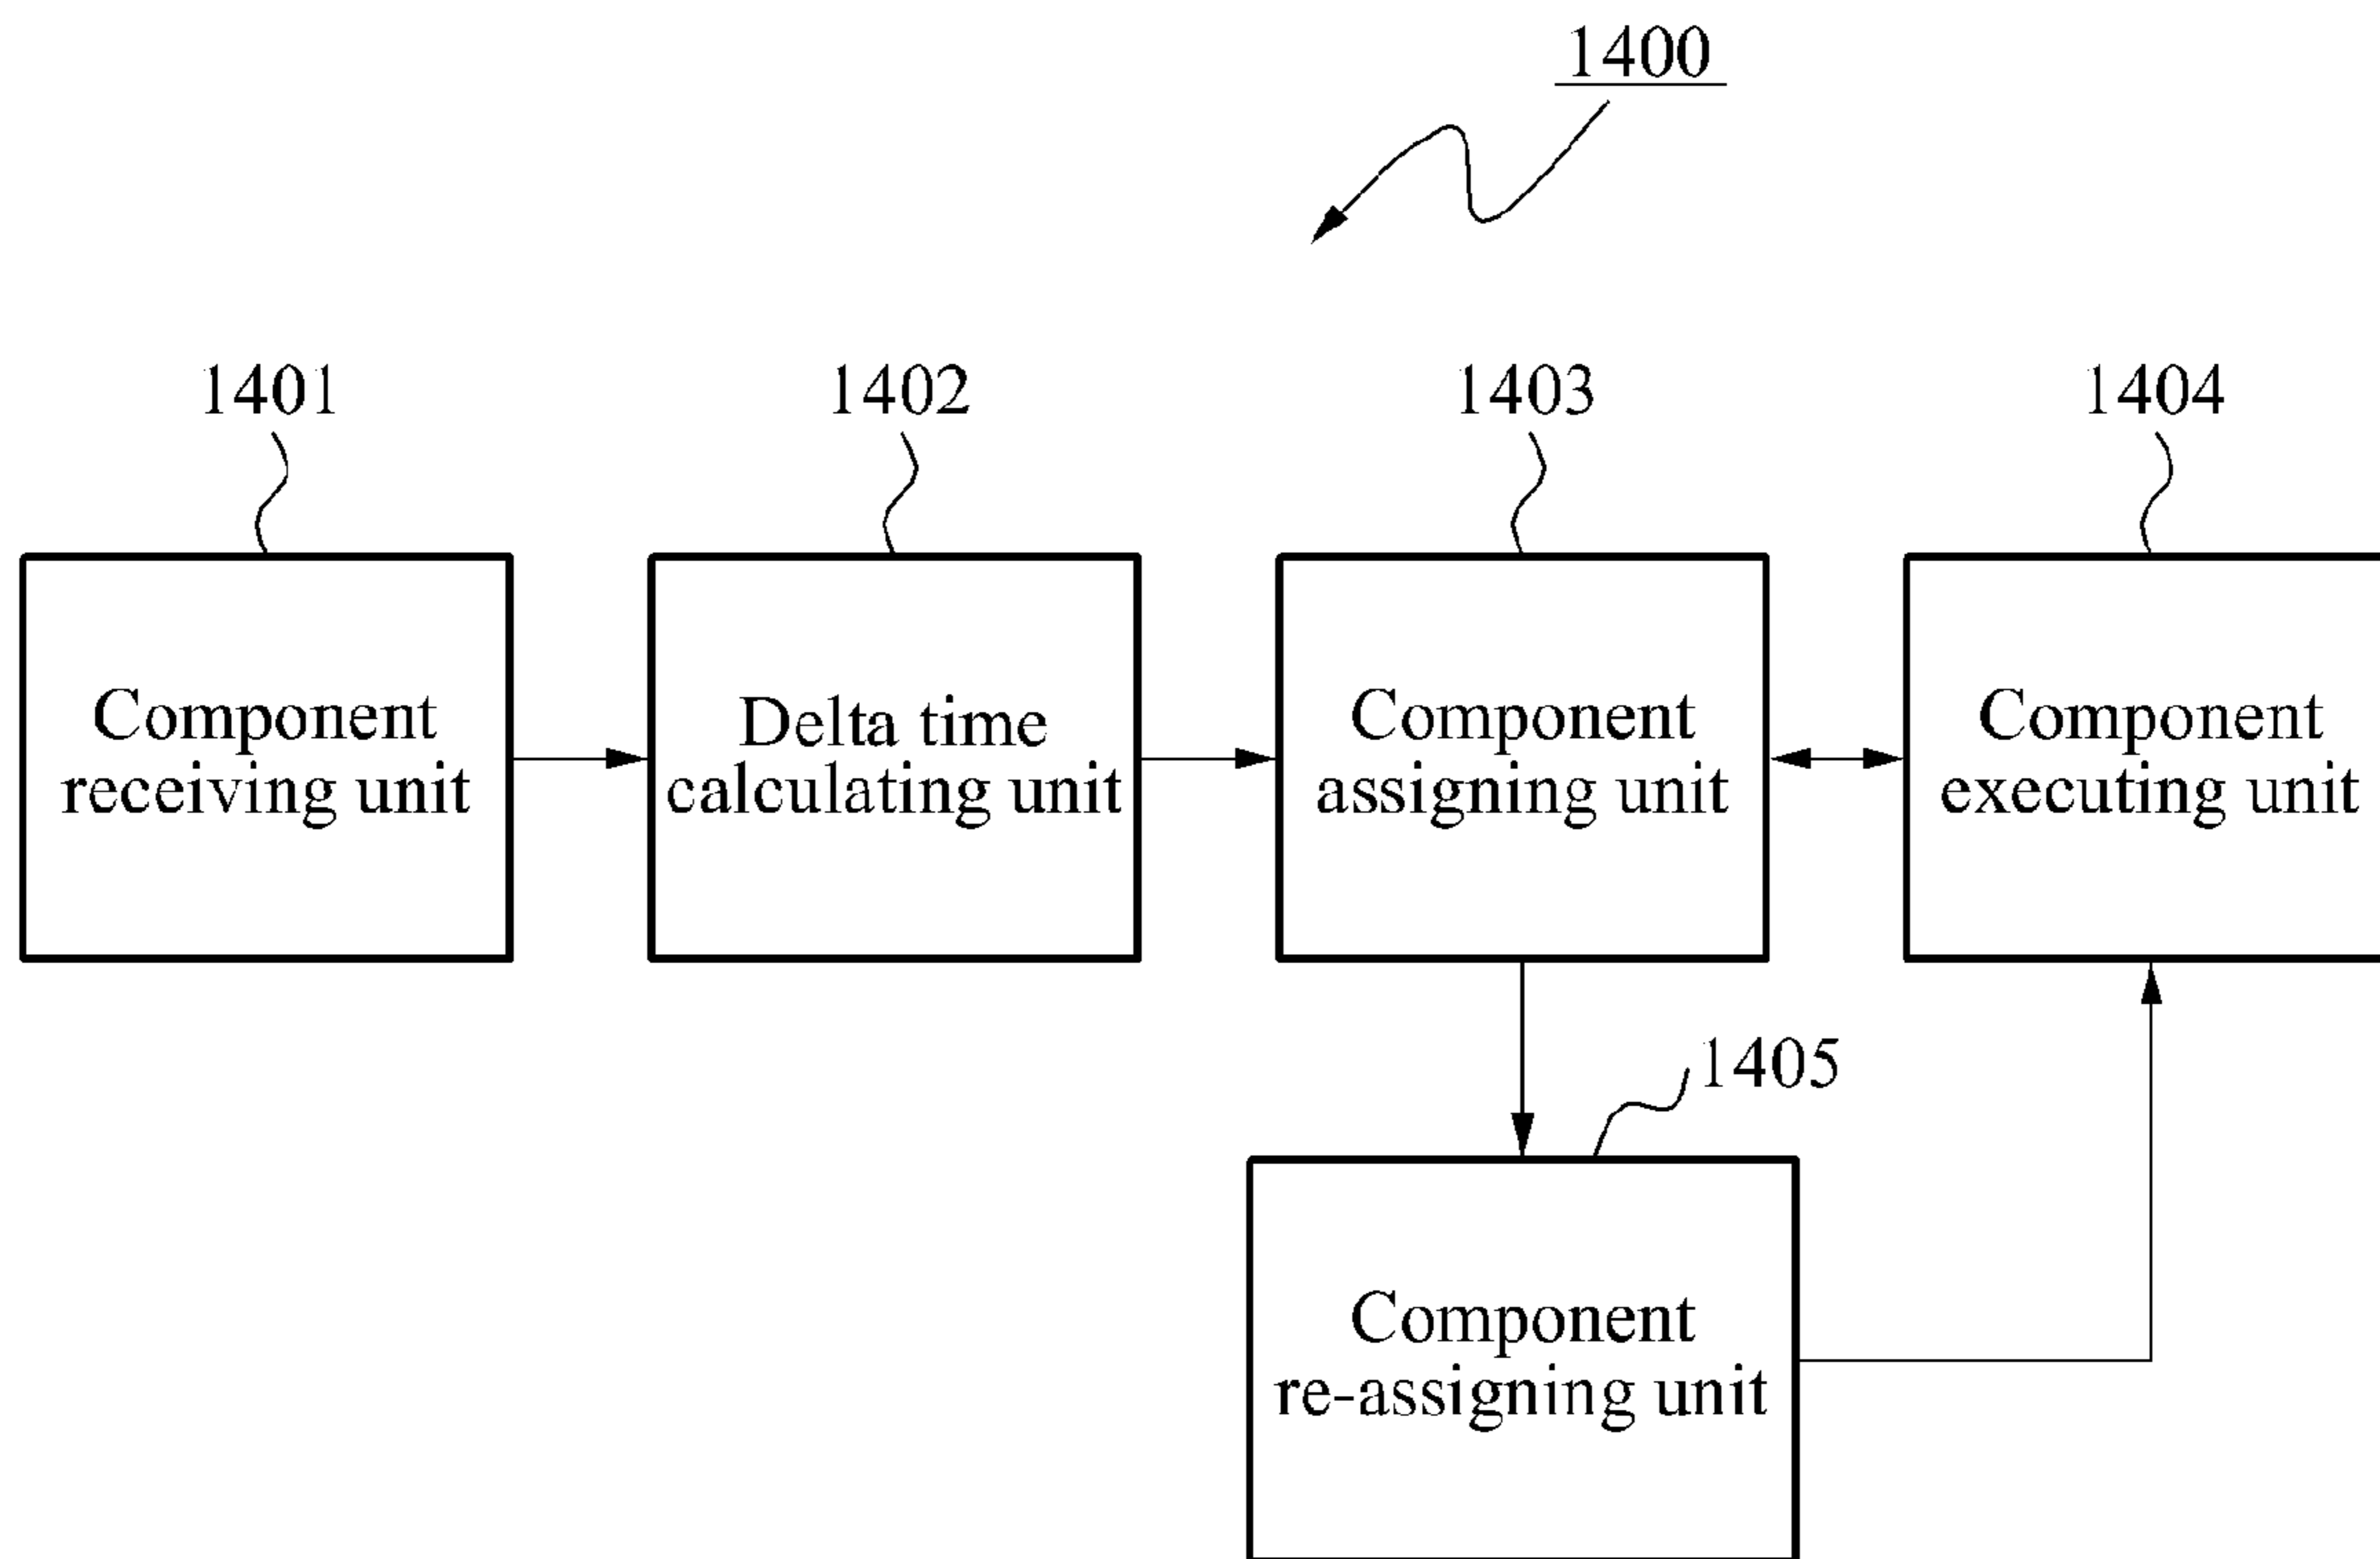 1400
1401
1402
1403
1404
Component
receiving unit
Delta time
calculating unit
Component
assigning unit
Component
executing unit
1405
Component
re-assigning unit